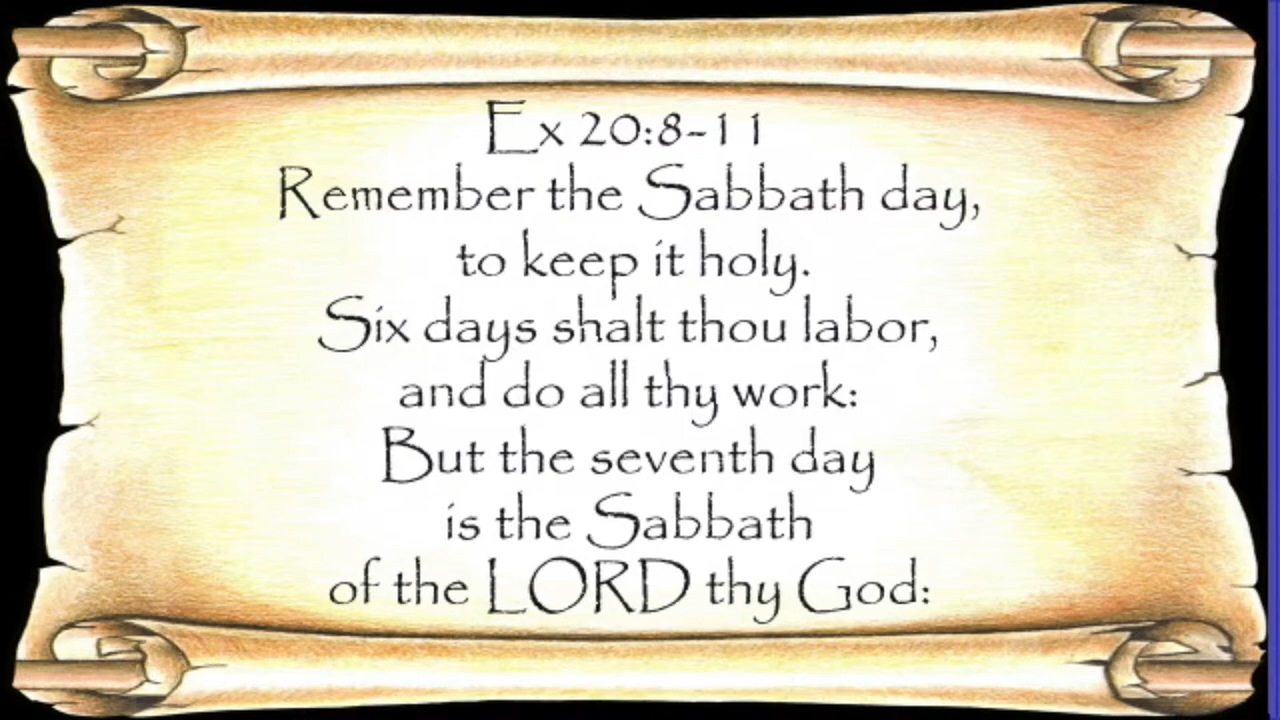 Ex 20:8-11
Remember the Sabbath day,
to keep it holy.
Six days shalt thou labor,
and do all thy work:
But the seventh day
is the Sabbath
of the LORD thy God: